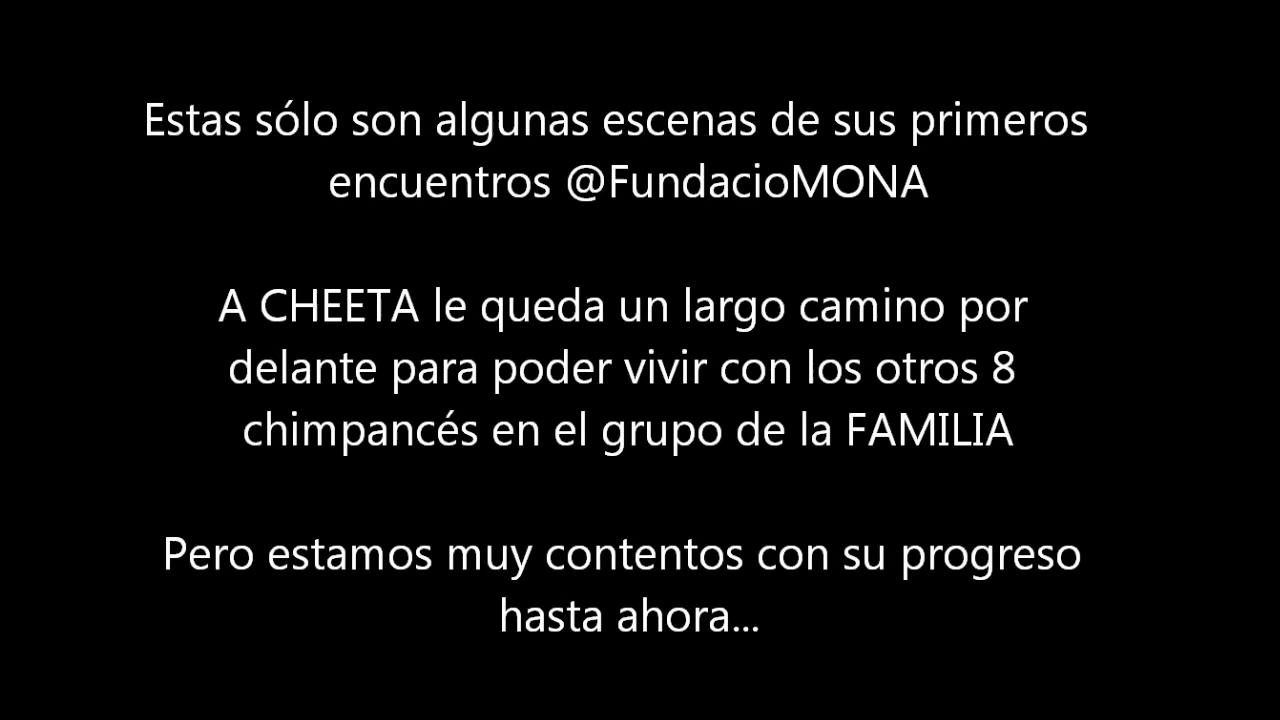 Estas sólo son algunas escenas de sus primeros
encuentros @FundacioMONA
A CHEETA le queda un largo camino por
delante para poder vivir con los otros 8
chimpancés en el grupo de la FAMILIA
Pero estamos muy contentos con su progreso
hasta ahora...